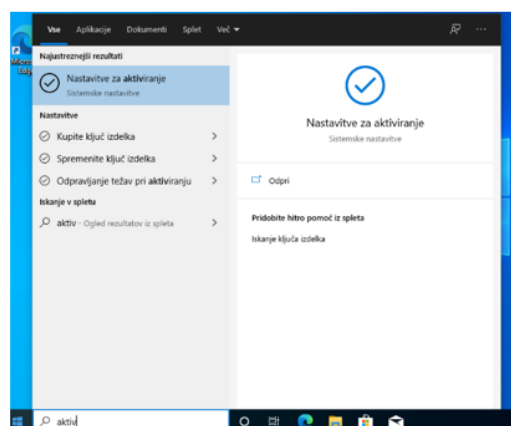 Vse Aplikacije Dokumenti Splet Več
Najustreznejši rezultati
Nastavitve za aktiviranje
Sistemske nastavitve
Nastavitve
Kupite ključ izdelka
Spremenite ključ izdelka
Odpravljanje težav pri aktiviranju
Iskanje v spletu
aktiv - Ogled rezultatov iz spleta
Nastavitve za aktiviranje
Sistemske nastavitve
Odpri
Pridobite hitro pomoč iz spleta
Iskanje ključa izdelka
aktiv